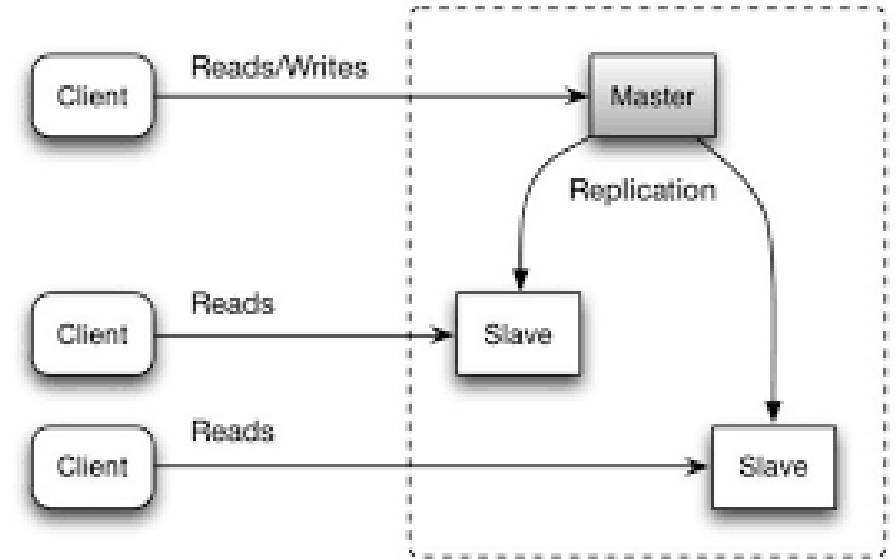 Reads/Writes
Client
Master
Replication
Reads
Client
Slave
Reads
Client
Slave